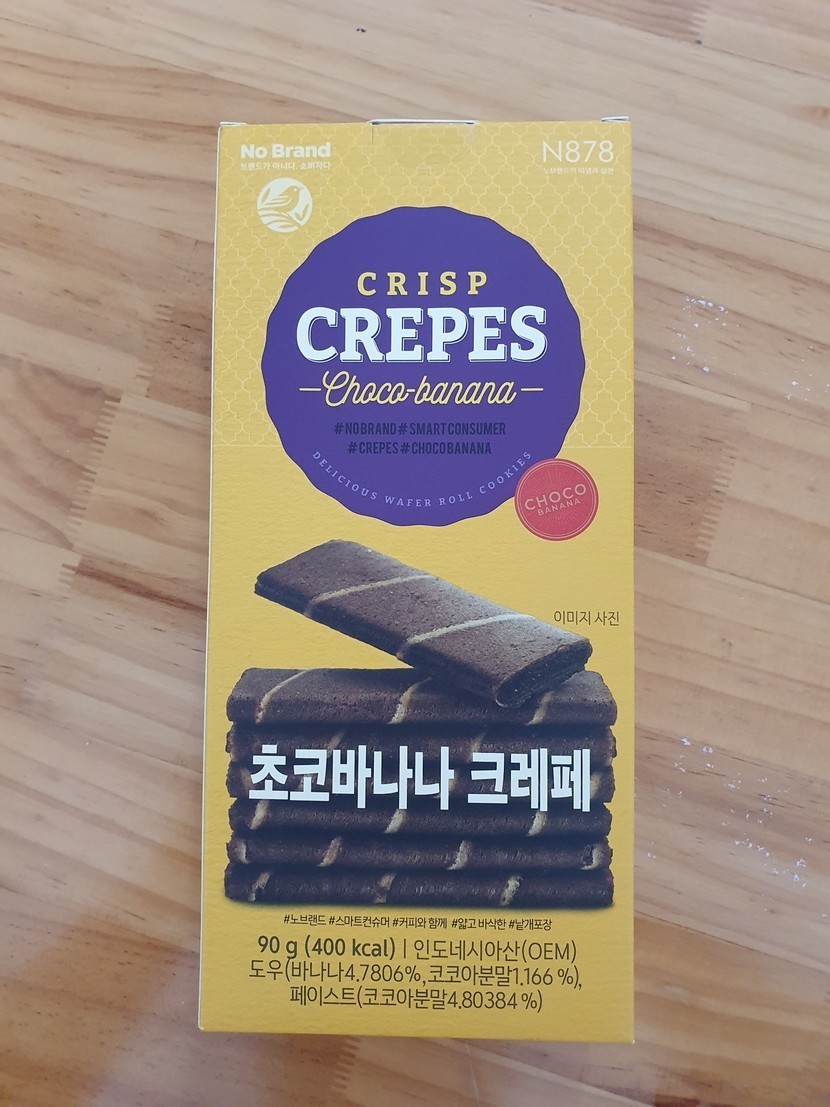 No Brand
브랜드가 아니다. 소비자다
N878
노브랜드의 이념과 실천
CRISP
CREPES
Choco-banana
#NOBRAND #SMARTCONSUMER
#CREPES #CHOCOBANANA
DELICIOUS WAFER ROLL COOKIES
CHOCO
BANANA
이미지 사진
초코바나나 크레페
#노브랜드 #스마트컨슈머 #커피와 함께 #얇고 바삭한 #낱개포장
90 g (400 kcal) | 인도네시아산(OEM)
도우(바나나4.7806%,코코아분말1.166 %),
페이스트(코코아분말4.80384 %)